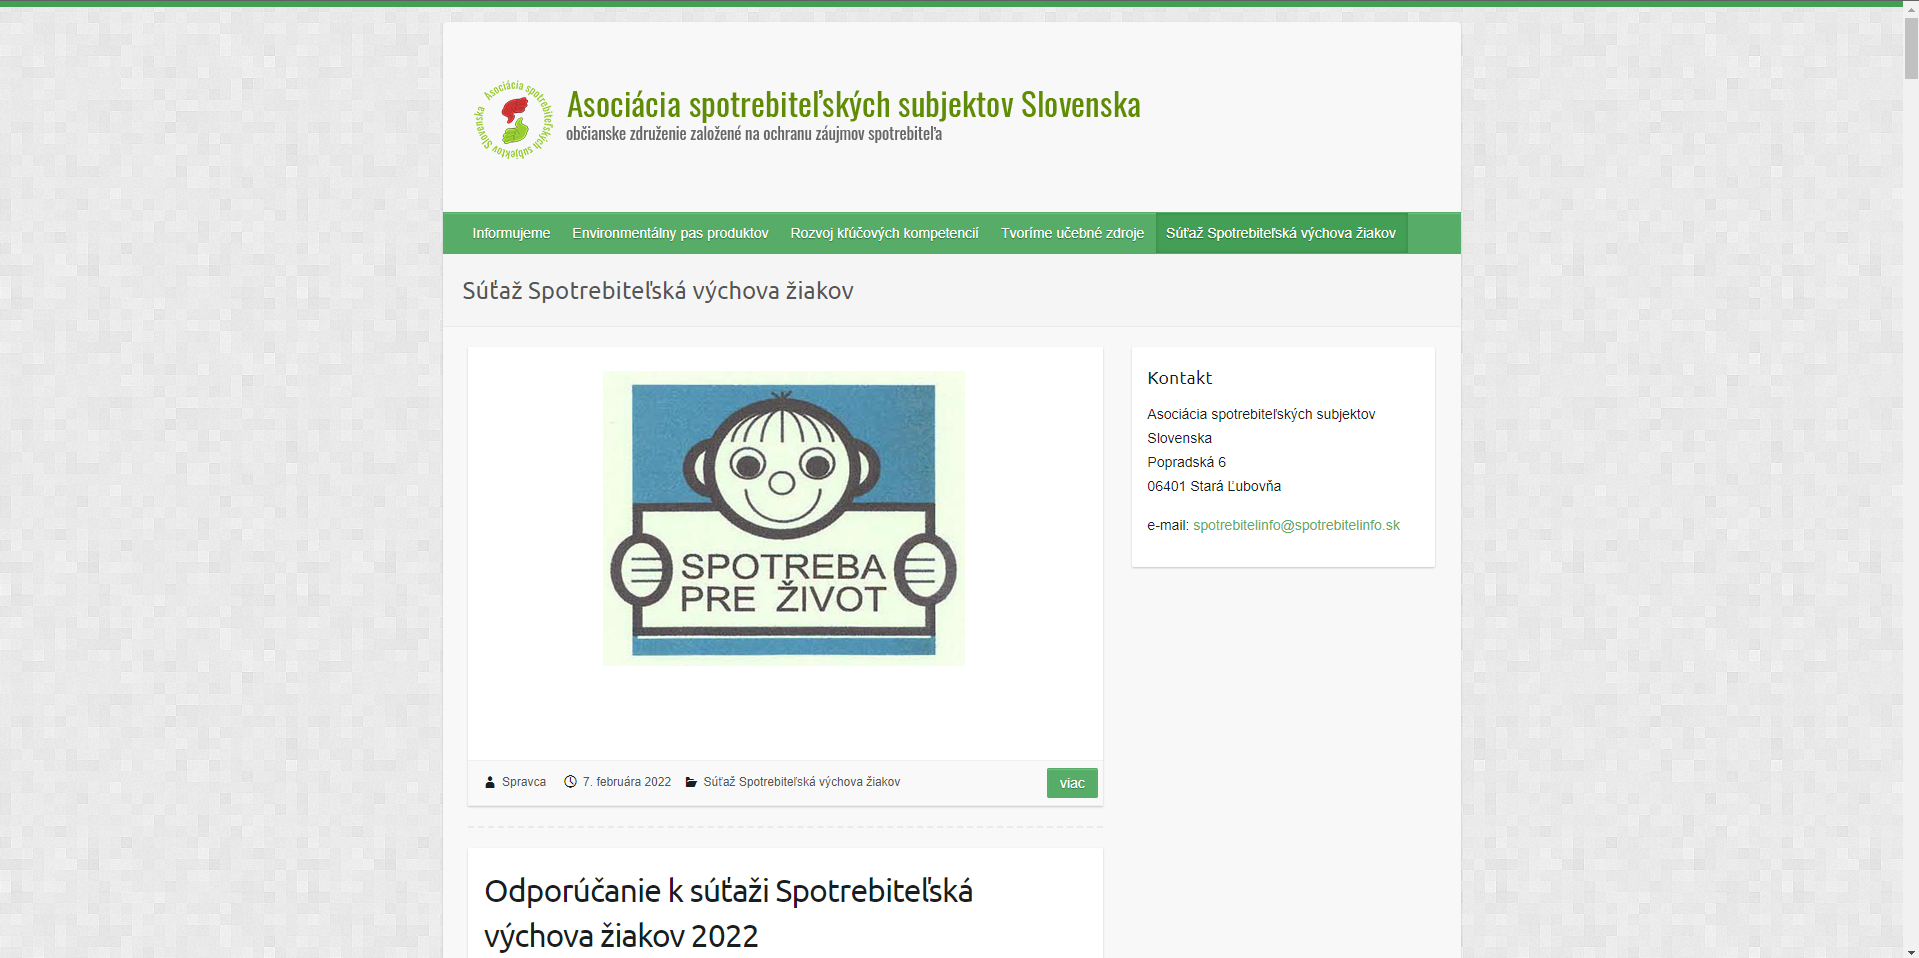 Asociácia spotrebiteľských subjektov Slovenska
Asociácia spotrebiteľských subjektov Slovenska
občianske združenie založené na ochranu záujmov spotrebiteľa
Informujeme
Environmentálny pas produktov
Rozvoj kľúčových kompetencií
Tvoríme učebné zdroje
Súťaž Spotrebiteľská výchova žiakov
Súťaž Spotrebiteľská výchova žiakov
SPOTREBA
PRE ŽIVOT
Spravca
7. februára 2022
Súťaž Spotrebiteľská výchova žiakov
viac
Odporúčanie k súťaži Spotrebiteľská
výchova žiakov 2022
Kontakt
Asociácia spotrebiteľských subjektov
Slovenska
Popradská 6
06401 Stará Ľubovňa
e-mail: spotrebitelinfo@spotrebitelinfo.sk